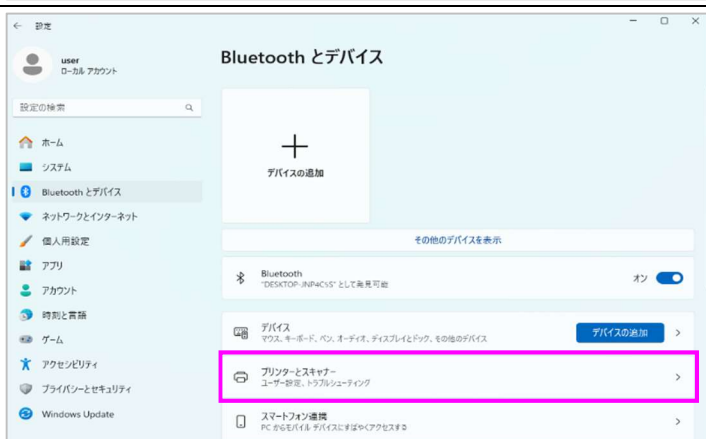 設定
user
ローカル アカウント
設定の検索
ホーム
システム
Bluetooth とデバイス
ネットワークとインターネット
個人用設定
アプリ
アカウント
時刻と言語
ゲーム
アクセシビリティ
プライバシーとセキュリティ
Windows Update
Bluetooth とデバイス
デバイスの追加
その他のデバイスを表示
Bluetooth
"DESKTOP-JNP4C5S" として発見可能
オン
デバイス
マウス、キーボード、ペン、オーディオ、ディスプレイとドック、その他のデバイス
デバイスの追加
プリンターとスキャナー
ユーザー設定、トラブルシューティング
スマートフォン連携
PC からモバイル デバイスにすばやくアクセスする